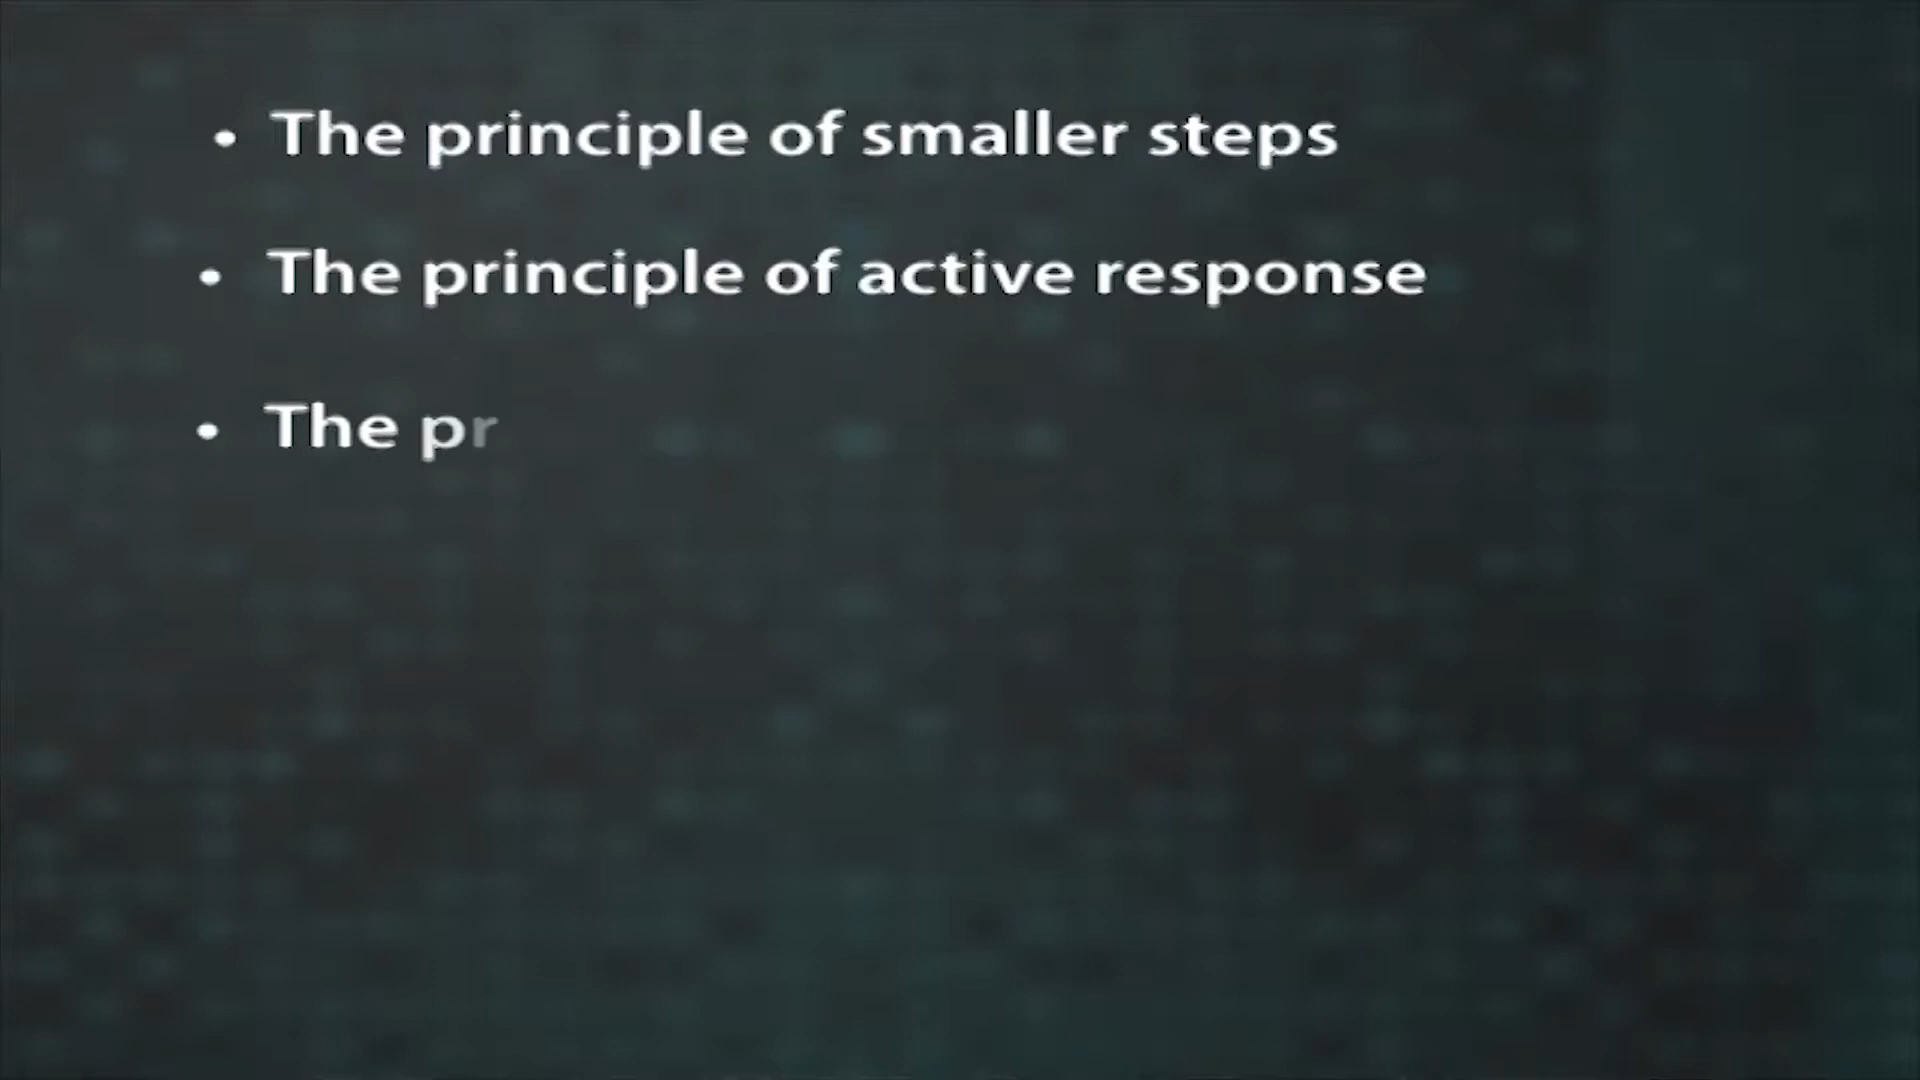 • The principle of smaller steps
• The principle of active response
• The pr